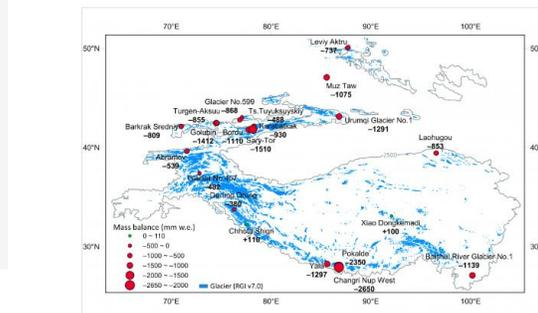 70°E 80°E 90°E 100°E
50°N 50°N
Leviy Aktru
−737
Muz Taw
−1075
Glacier No.599
Turgen-Aksuu −868 Ts.Tuyuksuyskiy
−855 −488
Barkrak Sredniy
−809
Golubin Bordu
−1412 −1110 −930
Sary-Tor
−1510
Urumqi Glacier No.1
−1291
Laohugou
−853
40°N 40°N
Abramov
−539
Chhota Shigri
+110
Xiao Dongkemadi
+100
30°N 30°N
Mass balance (mm w.e.)
0 ~ 110
−500 ~ 0
−1000 ~ −500
−1500 ~ −1000
−2000 ~ −1500
−2650 ~ −2000
Glacier [RGI v7.0]
Yala
−1297
Pokalde
−2350
Changri Nup West
−2650
River Glacier No.1
−1139
70°E 80°E 90°E 100°E